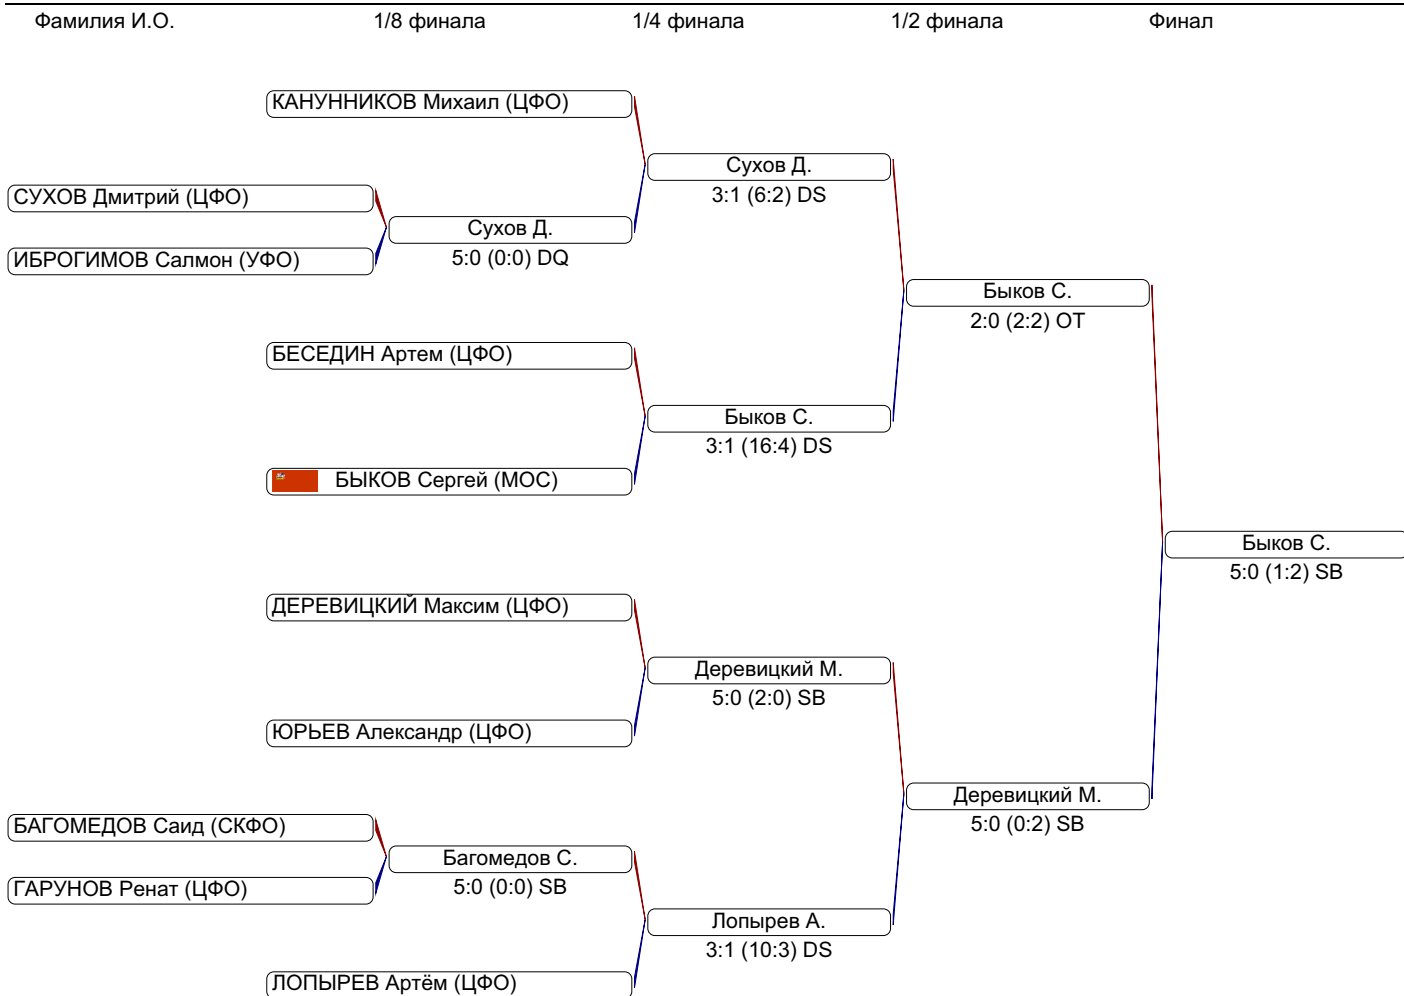 Фамилия И.О. 1/8 финала 1/4 финала 1/2 финала Финал
КАНУННИКОВ Михаил (ЦФО)
Сухов Д.
СУХОВ Дмитрий (ЦФО)
3:1 (6:2) DS
Сухов Д.
ИБРОГИМОВ Салмон (УФО)
5:0 (0:0) DQ
Быков С.
2:0 (2:2) OT
БЕСЕДИН Артем (ЦФО)
Быков С.
3:1 (16:4) DS
БЫКОВ Сергей (МОС)
Быков С.
5:0 (1:2) SB
ДЕРЕВИЦКИЙ Максим (ЦФО)
Деревицкий М.
5:0 (2:0) SB
ЮРЬЕВ Александр (ЦФО)
Деревицкий М.
5:0 (0:2) SB
БАГОМЕДОВ Саид (СКФО)
Багомедов С.
5:0 (0:0) SB
ГАРУНОВ Ренат (ЦФО)
Лопырев А.
3:1 (10:3) DS
ЛОПЫРЕВ Артём (ЦФО)